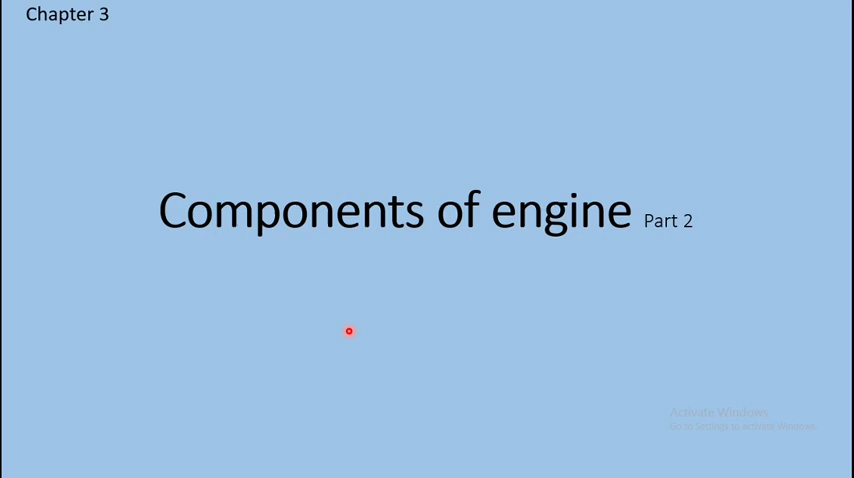 Chapter 3
Components of engine Part 2
Activate Windows
Go to Settings to activate Windows.